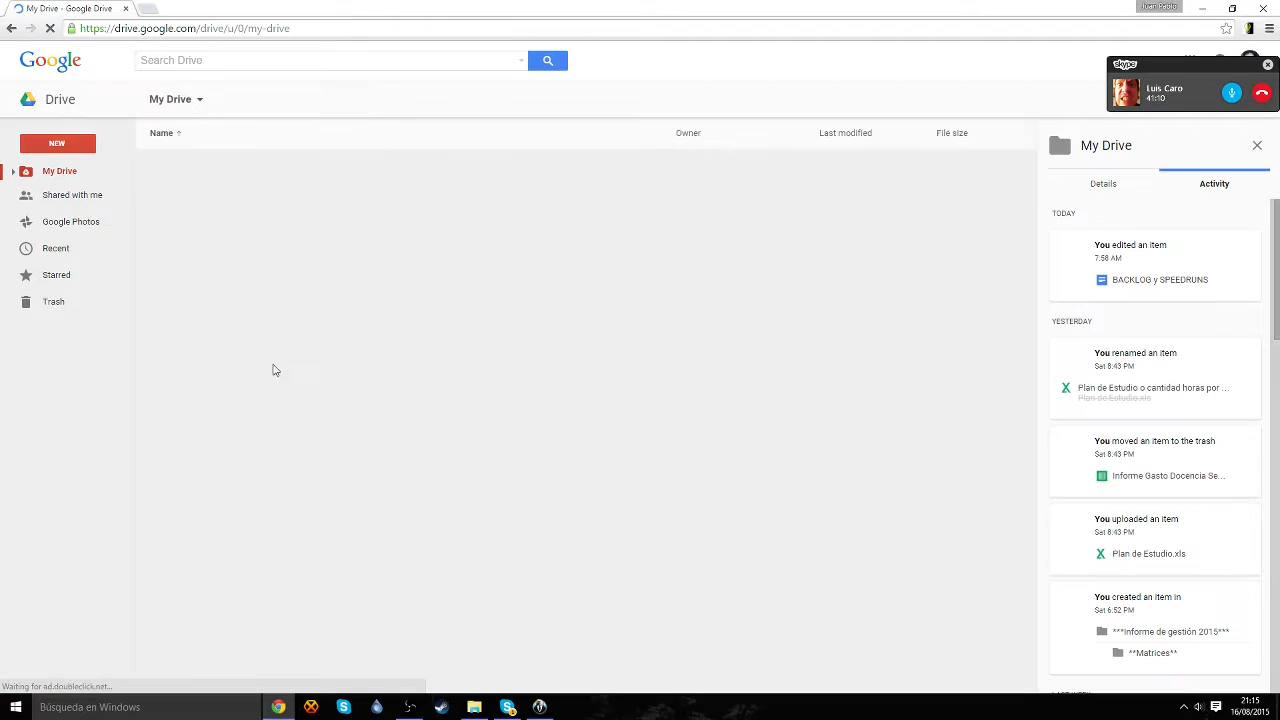 My Drive - Google Drive
Juan Pablo
https://drive.google.com/drive/u/0/my-drive
Google
Search Drive
skype
Luis Caro
41:10
Drive
My Drive
NEW
My Drive
Shared with me
Google Photos
Recent
Starred
Trash
Name
Owner
Last modified
File size
My Drive
Details
Activity
TODAY
You edited an item
7:58 AM
BACKLOG y SPEEDRUNS
YESTERDAY
You renamed an item
Sat 8:43 PM
Plan de Estudio o cantidad horas por ...
Plan de Estudio.xls
You moved an item to the trash
Sat 8:43 PM
Informe Gasto Docencia Se...
You uploaded an item
Sat 8:43 PM
Plan de Estudio.xls
You created an item in
Sat 6:52 PM
***Informe de gestión 2015***
**Matrices**
LAST WEEK
Waiting for ad.doubleclick.net...
Búsqueda en Windows
21:15
16/08/2015